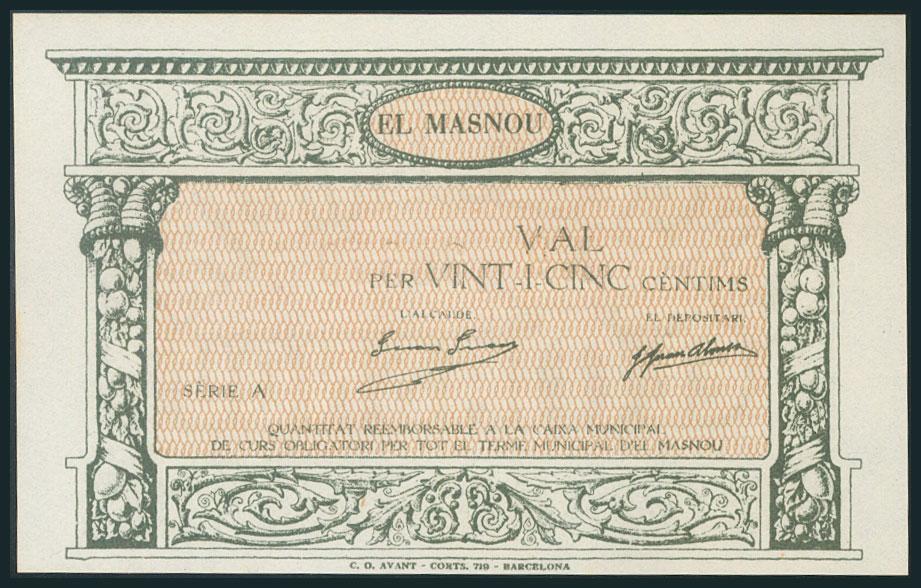 EL MASNOU
VAL
PER VINT-I-CINC CÈNTIMS
L'ALCALDE,
EL DEPOSITARI,
SÈRIE A
QUANTITAT REEMBORSABLE A LA CAIXA MUNICIPAL
DE CURS OBLIGATORI PER TOT EL TERME MUNICIPAL D'EL MASNOU
C. O. AVANT - CORTS, 719 - BARCELONA